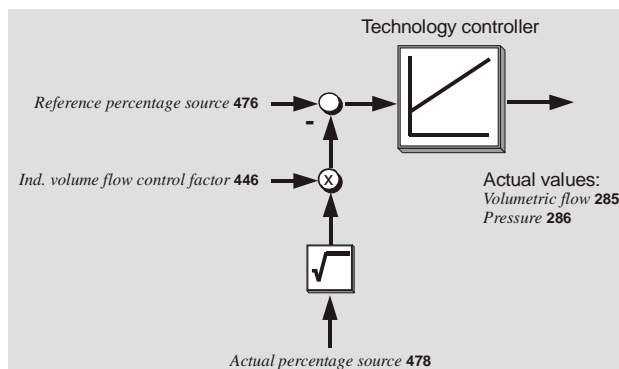 Technology controller
Reference percentage source 476
-
Ind. volume flow control factor 446
x
Actual values:
Volumetric flow 285
Pressure 286
√
Actual percentage source 478